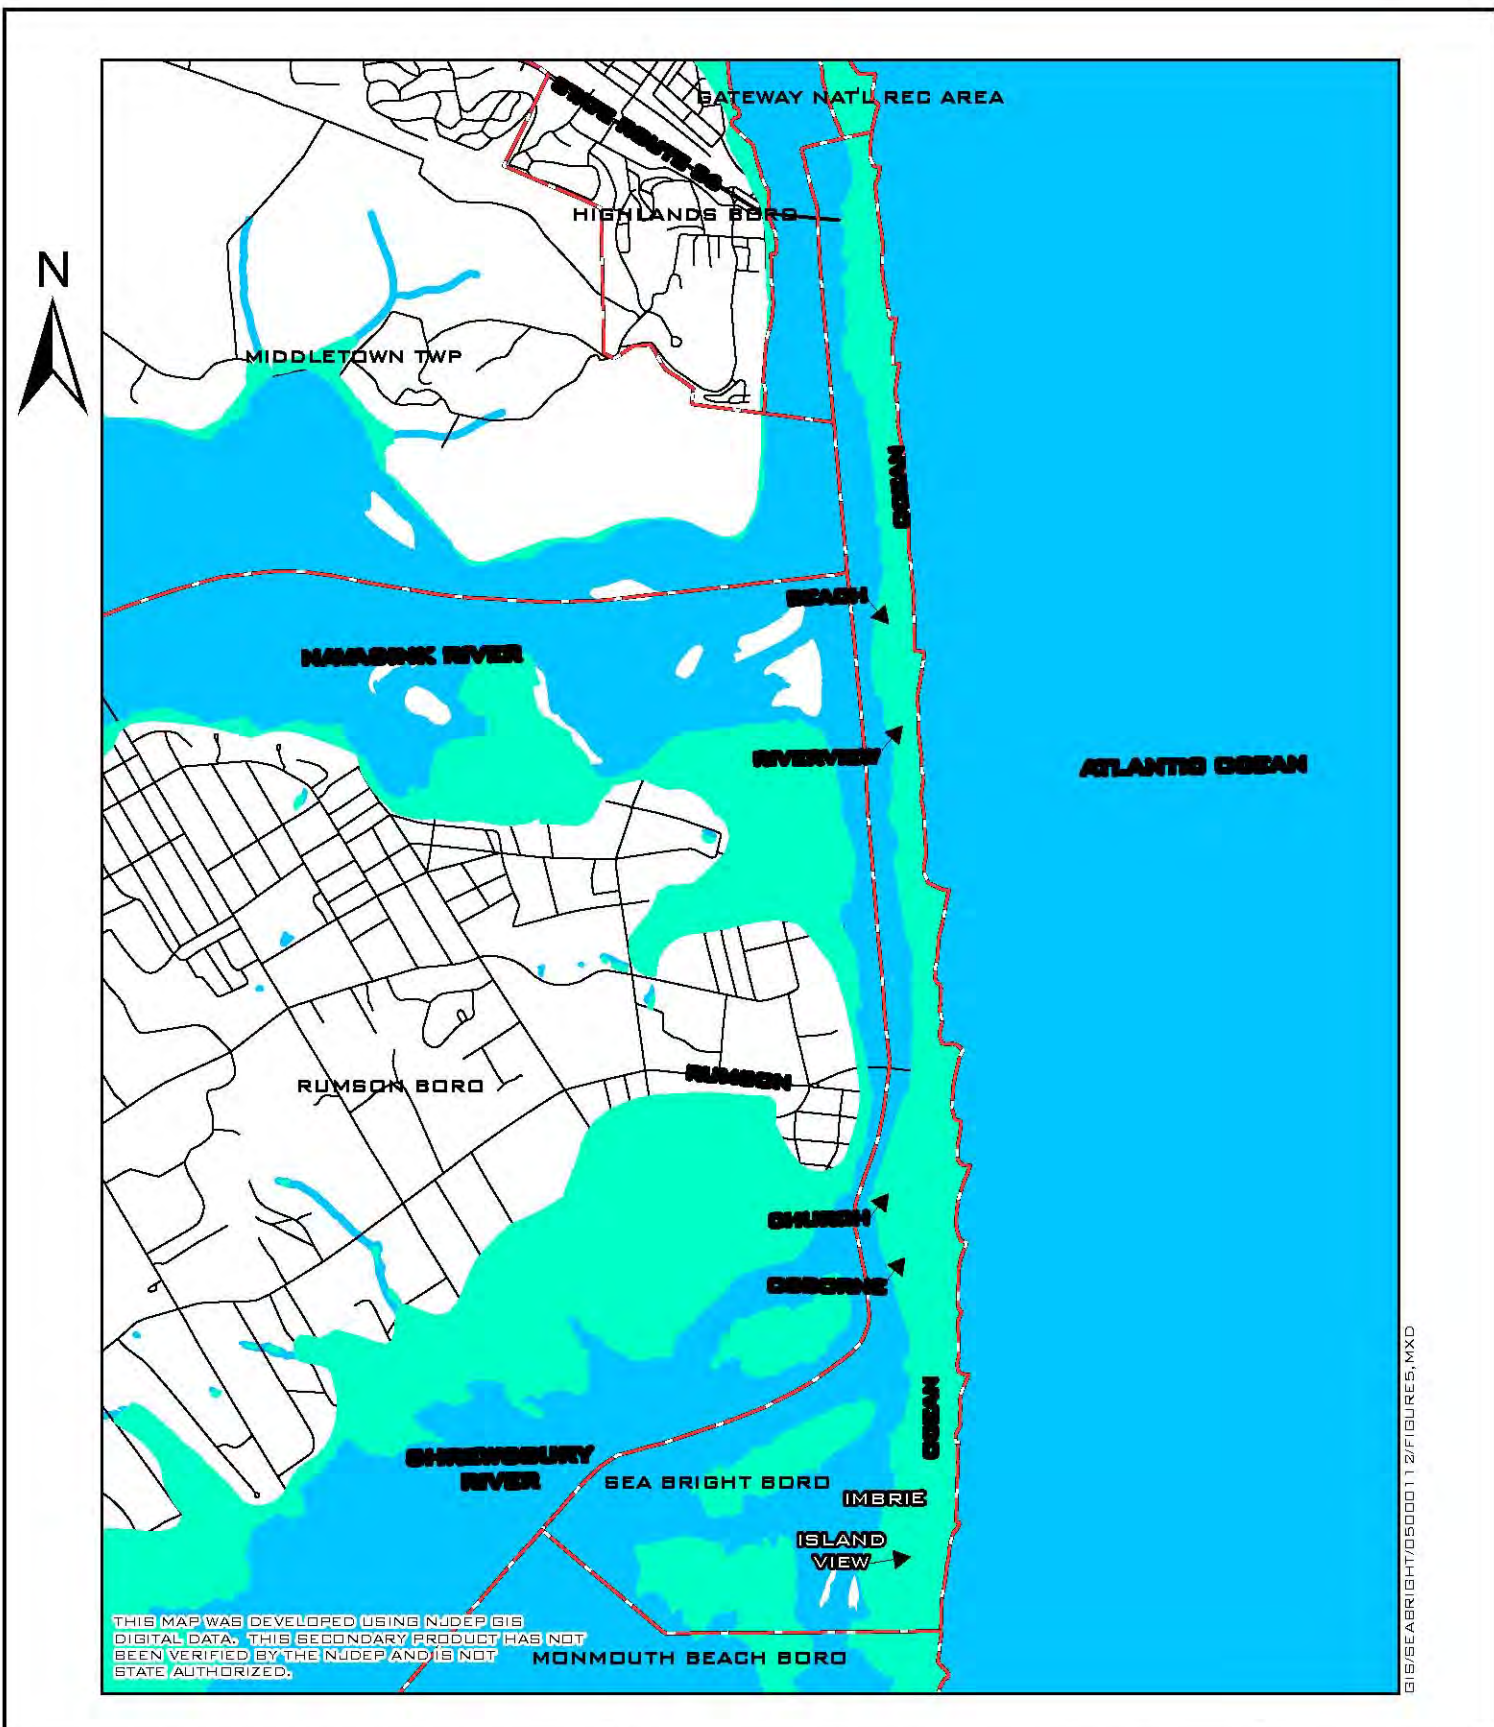 GATEWAY NAT'L REC AREA
STATE ROUTE 36
HIGHLANDS BORO
N
MIDDLETOWN TWP
OCEAN
BEACH
NAVASINK RIVER
RIVERVIEW
ATLANTIC OCEAN
RUMSON
RUMSON BORO
CHURCH
OSBORNE
OCEAN
SHREWSBURY
RIVER
SEA BRIGHT BORO
IMBRIE
ISLAND
VIEW
THIS MAP WAS DEVELOPED USING NJDEP GIS
DIGITAL DATA. THIS SECONDARY PRODUCT HAS NOT
BEEN VERIFIED BY THE NJDEP AND IS NOT
STATE AUTHORIZED.
MONMOUTH BEACH BORO
GIS/SEABRIGHT/05000112/FIGURE5.MXD